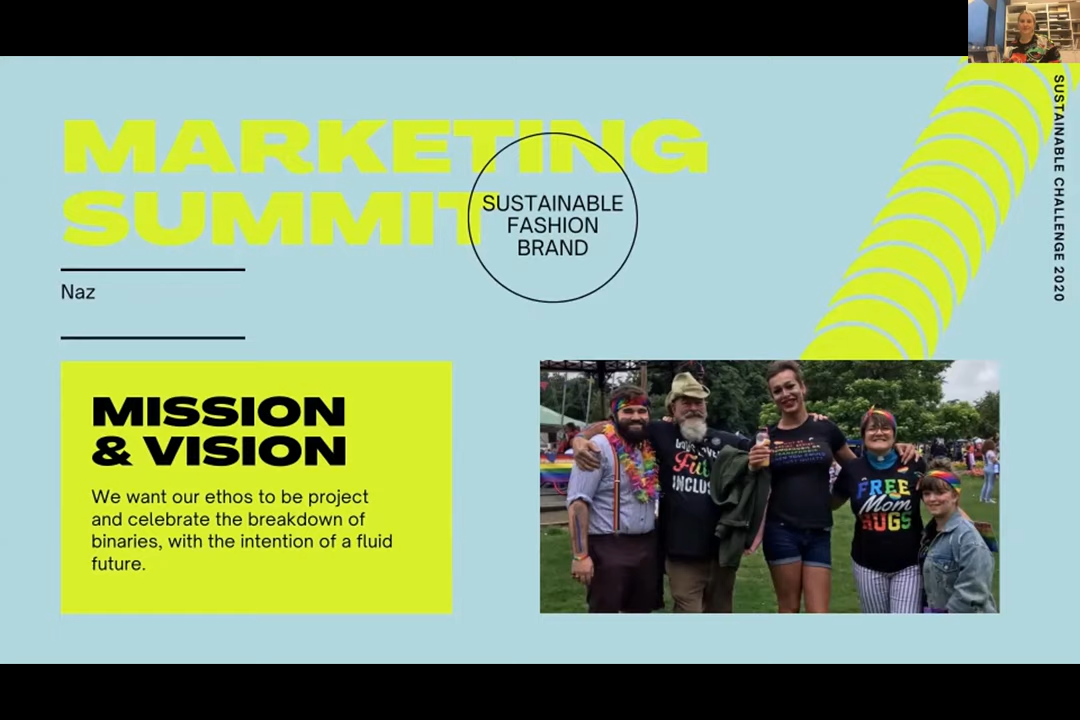 MARKETING
SUMMIT
SUSTAINABLE
FASHION
BRAND
Naz
SUSTAINABLE CHALLENGE 2020
MISSION
& VISION
We want our ethos to be project
and celebrate the breakdown of
binaries, with the intention of a fluid
future.
FREE
Mom
HUGS